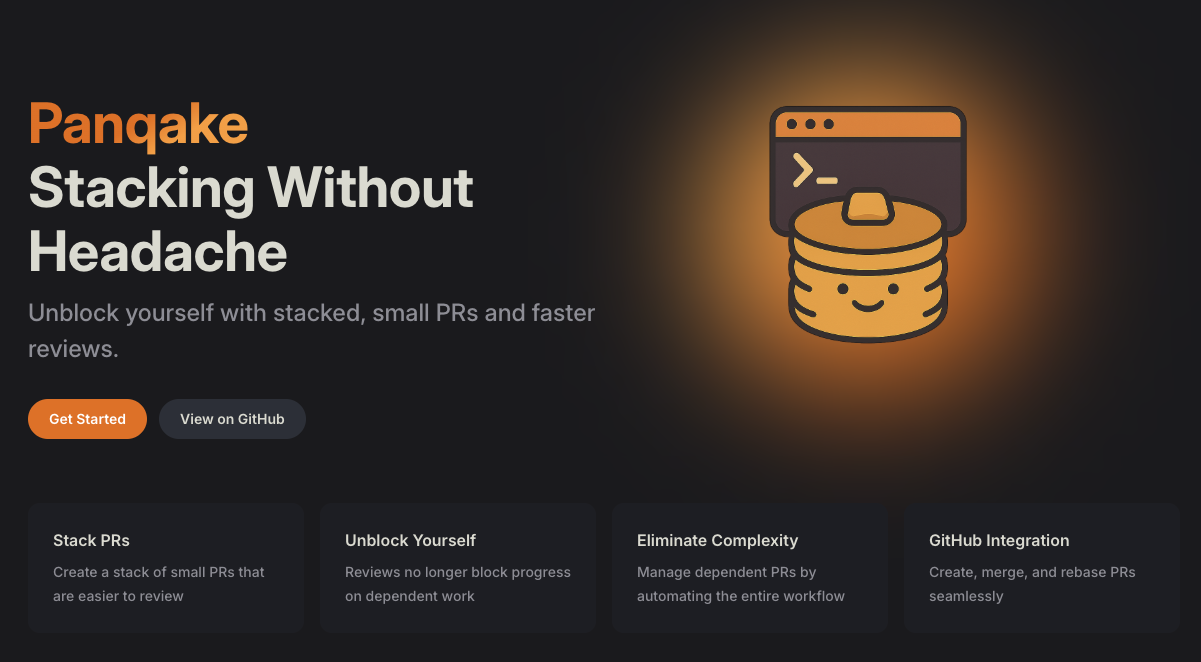 Panqake
Stacking Without
Headache
Unblock yourself with stacked, small PRs and faster
reviews.
Get Started
View on GitHub
Stack PRs
Create a stack of small PRs that
are easier to review
Unblock Yourself
Reviews no longer block progress
on dependent work
Eliminate Complexity
Manage dependent PRs by
automating the entire workflow
GitHub Integration
Create, merge, and rebase PRs
seamlessly